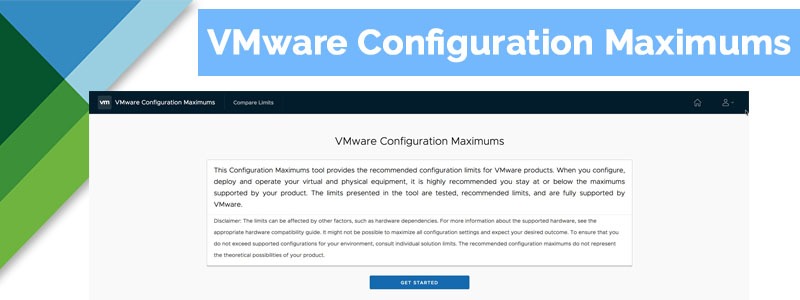 VMware Configuration Maximums
vm VMware Configuration Maximums Compare Limits
VMware Configuration Maximums
This Configuration Maximums tool provides the recommended configuration limits for VMware products. When you configure,
deploy and operate your virtual and physical equipment, it is highly recommended you stay at or below the maximums
supported by your product. The limits presented in the tool are tested, recommended limits, and are fully supported by
VMware.
Disclaimer: The limits can be affected by other factors, such as hardware dependencies. For more information about the supported hardware, see the
appropriate hardware compatibility guide. It might not be possible to maximize all configuration settings and expect your desired outcome. To ensure that you
do not exceed supported configurations for your environment, consult individual solution limits. The recommended configuration maximums do not represent
the theoretical possibilities of your product.
GET STARTED